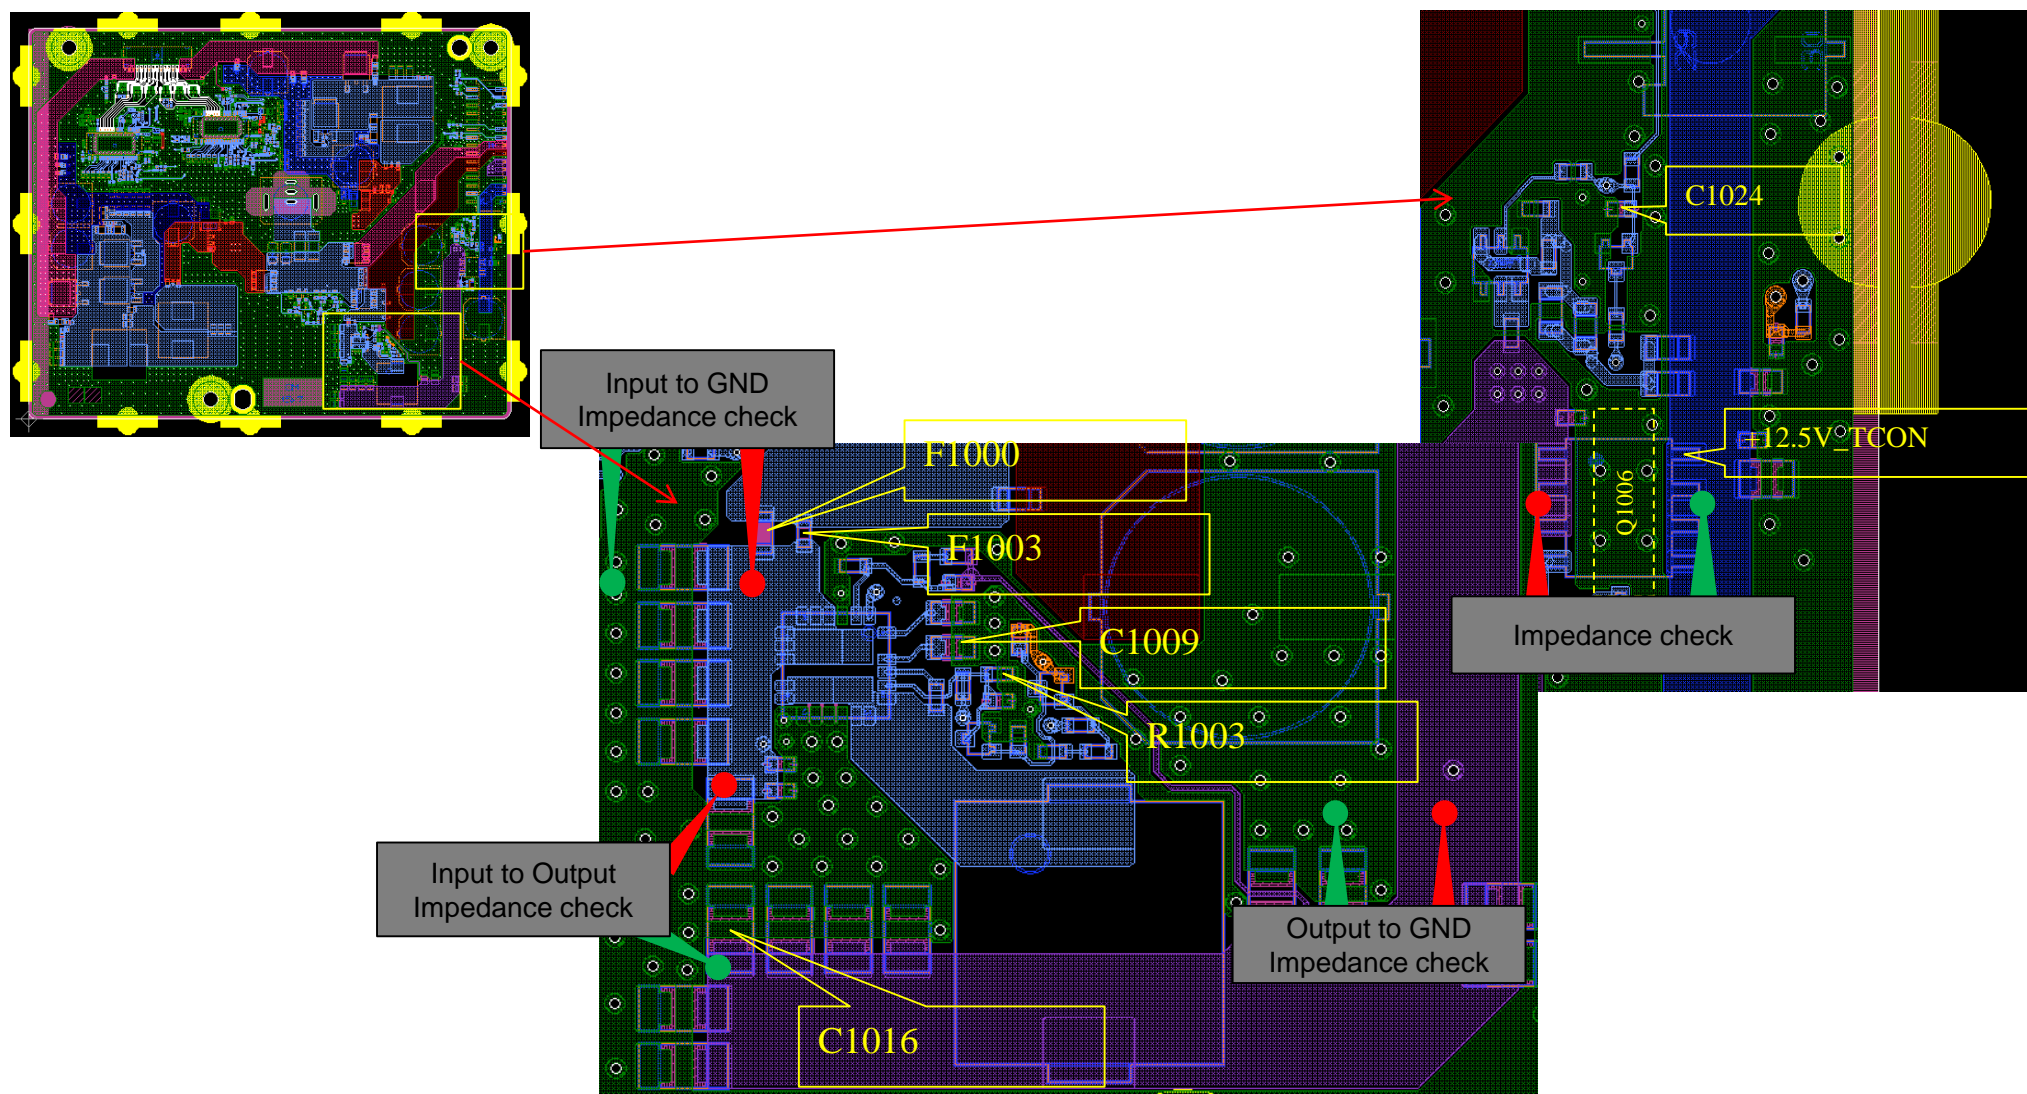 C1024
+12.5V_TCON
Q1006
Impedance check
Input to GND
Impedance check
F1000
F1003
C1009
R1003
Input to Output
Impedance check
Output to GND
Impedance check
C1016